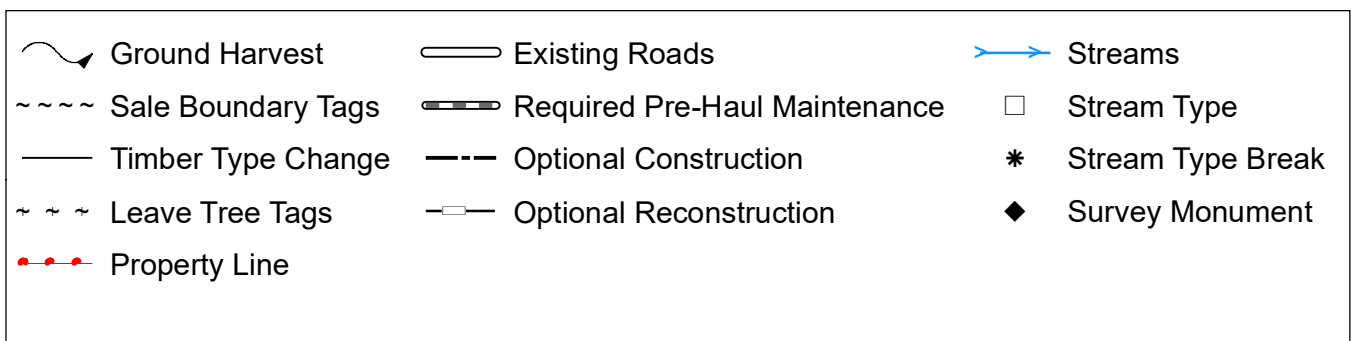 Ground Harvest
Sale Boundary Tags
Timber Type Change
Leave Tree Tags
Property Line
Existing Roads
Required Pre-Haul Maintenance
Optional Construction
Optional Reconstruction
Streams
Stream Type
Stream Type Break
Survey Monument